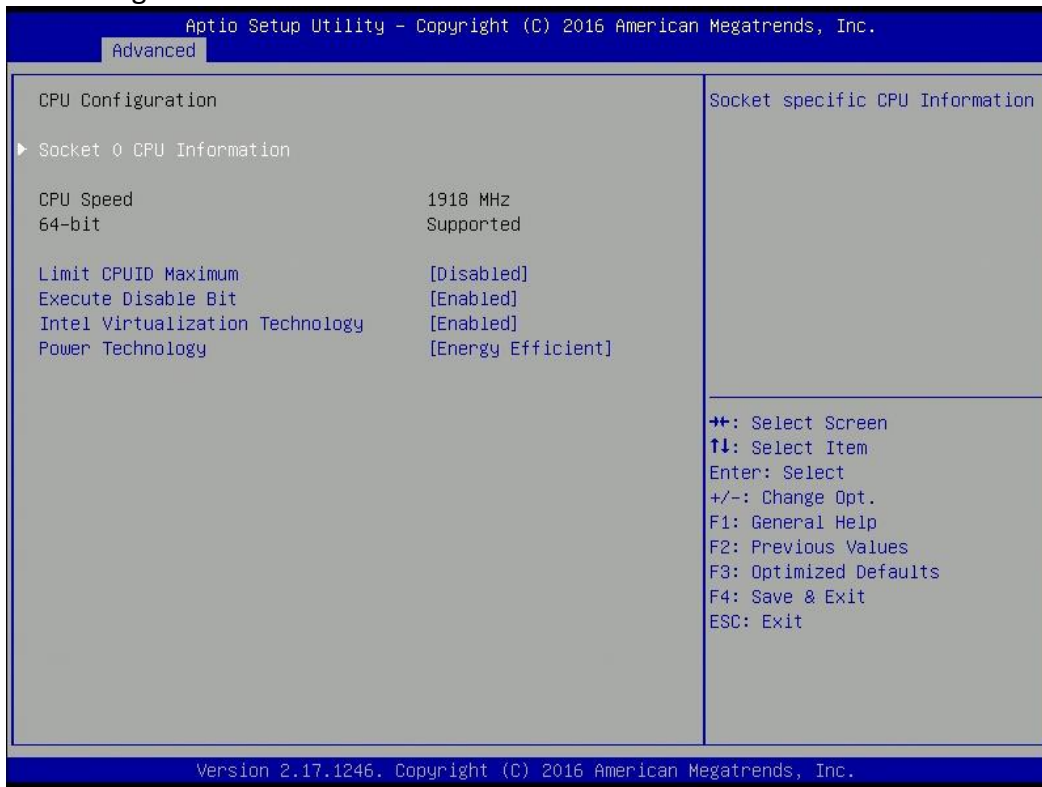 Aptio Setup Utility – Copyright (C) 2016 American Megatrends, Inc.
Advanced
CPU Configuration
Socket 0 CPU Information
CPU Speed 1918 MHz
64-bit Supported
Limit CPUID Maximum [Disabled]
Execute Disable Bit [Enabled]
Intel Virtualization Technology [Enabled]
Power Technology [Energy Efficient]
Socket specific CPU Information
→←: Select Screen
↑↓: Select Item
Enter: Select
+/-: Change Opt.
F1: General Help
F2: Previous Values
F3: Optimized Defaults
F4: Save & Exit
ESC: Exit
Version 2.17.1246. Copyright (C) 2016 American Megatrends, Inc.